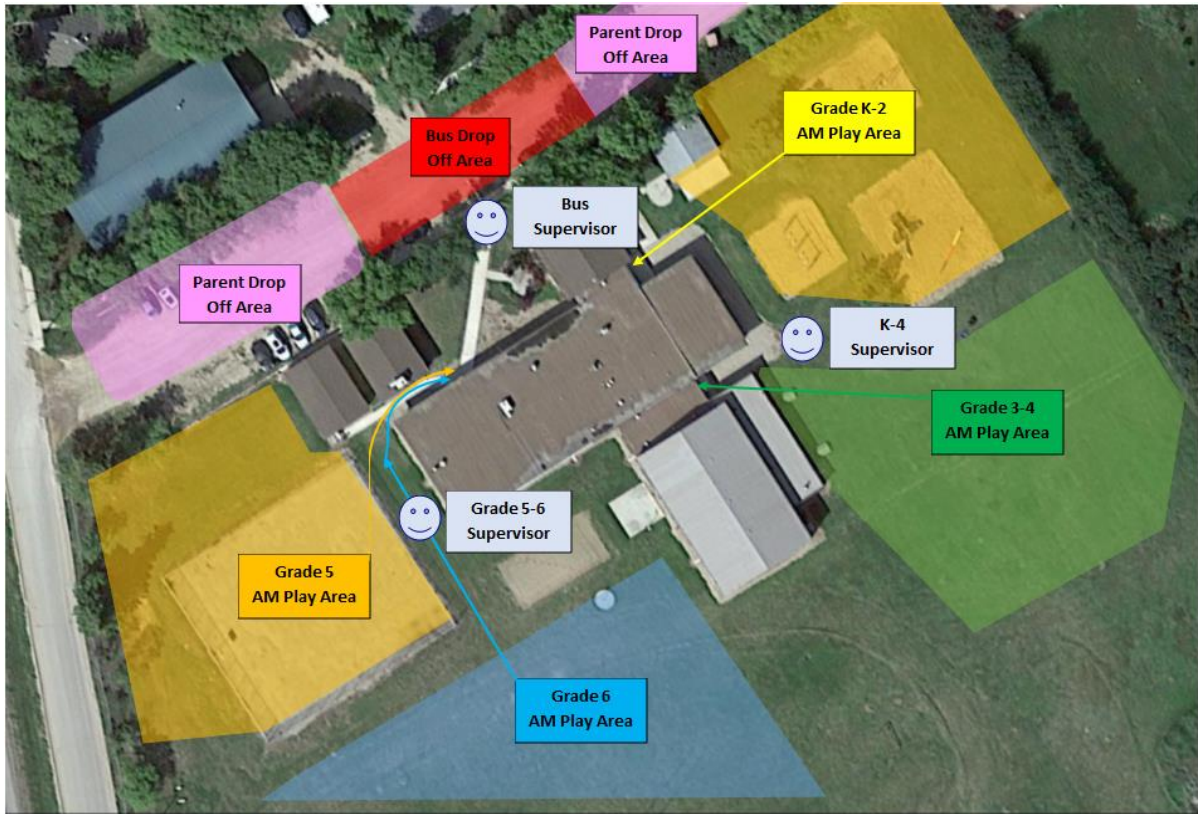 Parent Drop
Off Area
Grade K-2
AM Play Area
Bus Drop
Off Area
Bus
Supervisor
Parent Drop
Off Area
K-4
Supervisor
Grade 3-4
AM Play Area
Grade 5-6
Supervisor
Grade 5
AM Play Area
Grade 6
AM Play Area